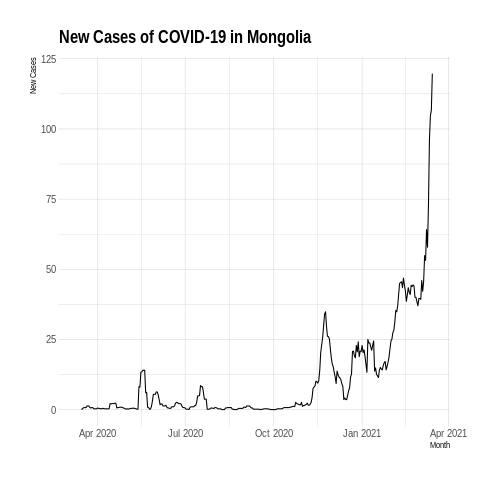 New Cases of COVID-19 in Mongolia
New Cases
125
100
75
50
25
0
Apr 2020
Jul 2020
Oct 2020
Jan 2021
Apr 2021
Month